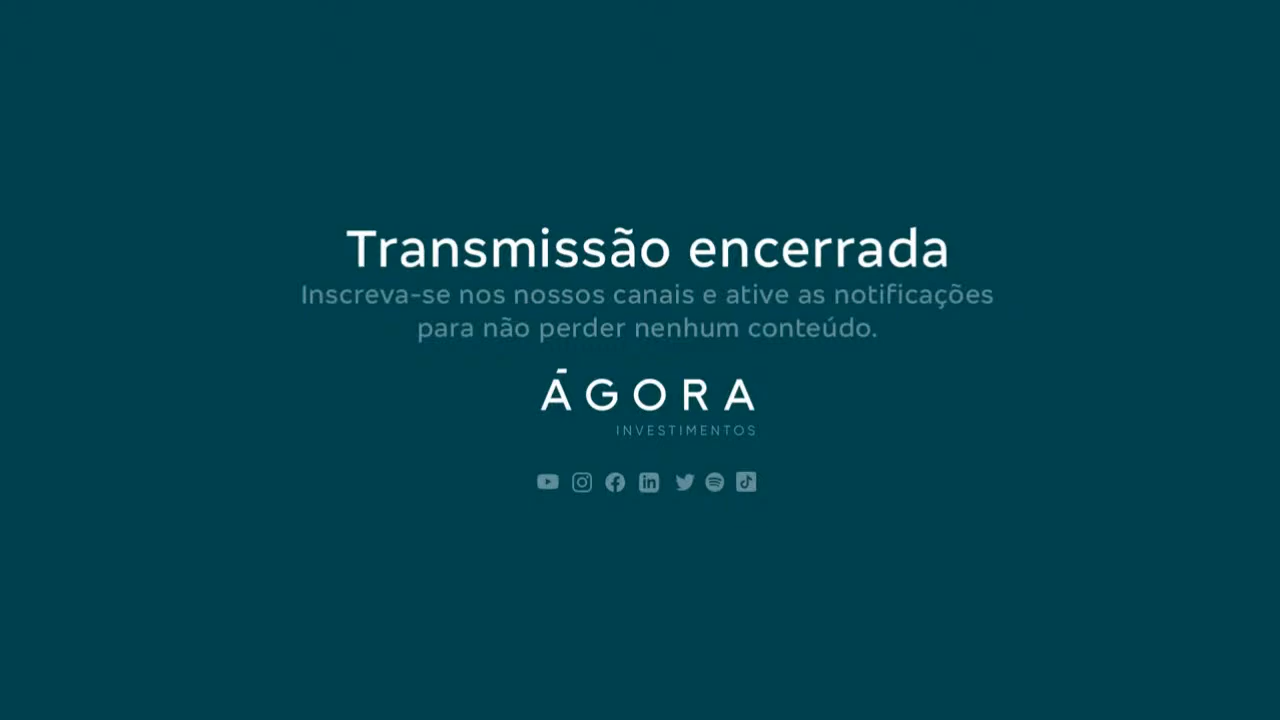 Transmissão encerrada
Inscreva-se nos nossos canais e ative as notificações
para não perder nenhum conteúdo.
ÁGORA
INVESTIMENTOS